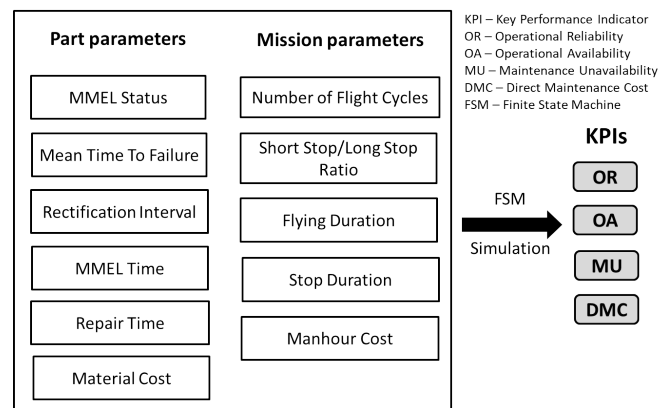 Part parameters
MMEL Status
Mean Time To Failure
Rectification Interval
MMEL Time
Repair Time
Material Cost
Mission parameters
Number of Flight Cycles
Short Stop/Long Stop
Ratio
Flying Duration
Stop Duration
Manhour Cost
FSM
Simulation
KPI – Key Performance Indicator
OR – Operational Reliability
OA – Operational Availability
MU – Maintenance Unavailability
DMC – Direct Maintenance Cost
FSM – Finite State Machine
KPIs
OR
OA
MU
DMC